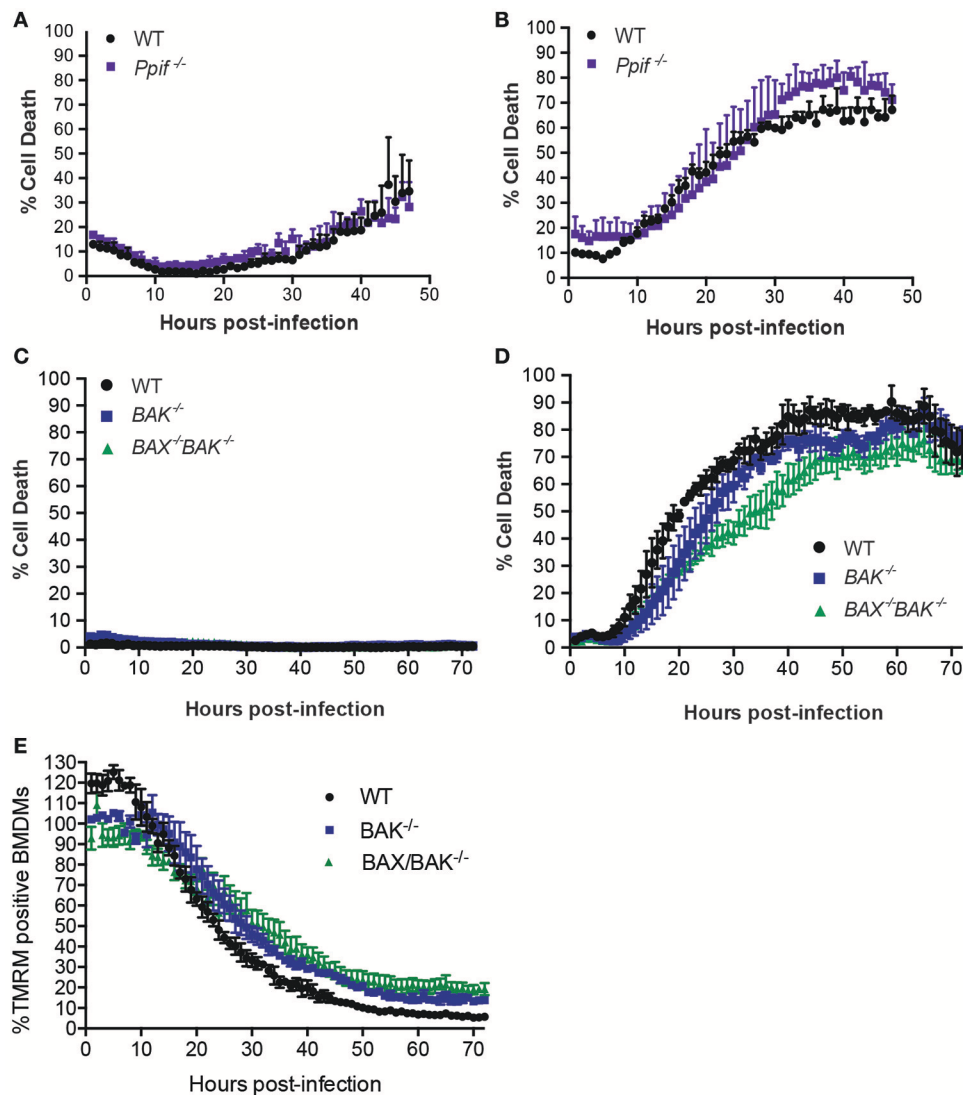 A
WT
Ppif -/-
100
90
80
70
60
50
40
30
20
10
0
% Cell Death
0 10 20 30 40 50
Hours post-infection
B
WT
Ppif -/-
100
90
80
70
60
50
40
30
20
10
0
% Cell Death
0 10 20 30 40 50
Hours post-infection
C
WT
BAK-/-
BAX-/-BAK-/-
100
90
80
70
60
50
40
30
20
10
0
% Cell Death
0 10 20 30 40 50 60 70
Hours post-infection
D
100
90
80
70
60
50
40
30
20
10
0
% Cell Death
WT
BAK-/-
BAX-/-BAK-/-
0 10 20 30 40 50 60 70
Hours post-infection
E
130
120
110
100
90
80
70
60
50
40
30
20
10
0
%TMRM positive BMDMs
WT
BAK-/-
BAX/BAK-/-
0 10 20 30 40 50 60 70
Hours post-infection